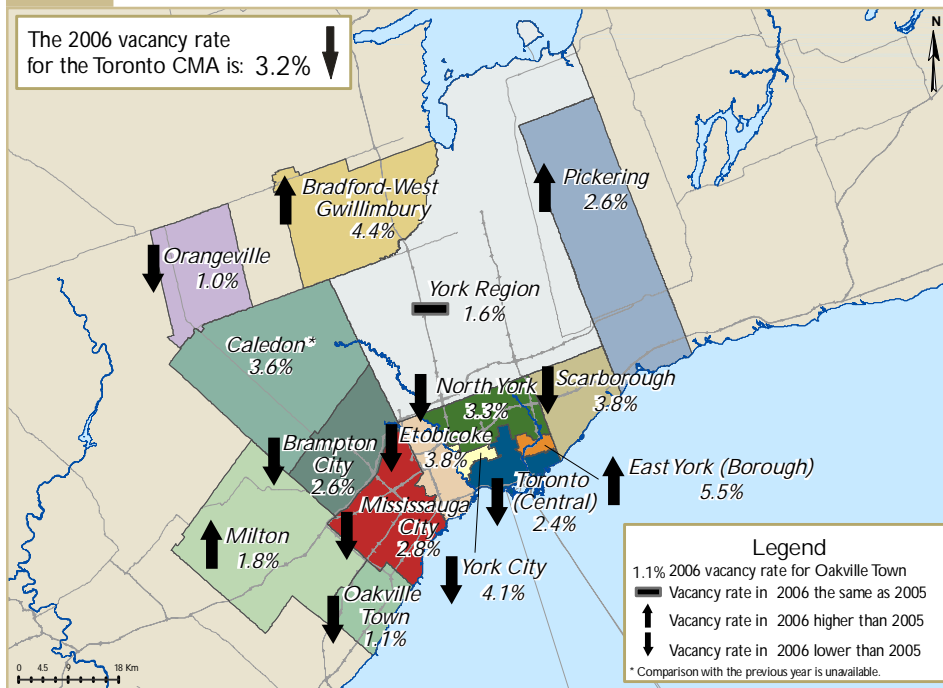 The 2006 vacancy rate
for the Toronto CMA is: 3.2%
N
Bradford-West
Gwillimbury
4.4%
Pickering
2.6%
Orangeville
1.0%
York Region
1.6%
Caledon*
3.6%
North York
3.3%
Scarborough
3.8%
Brampton
City
2.6%
Etobicoke
3.8%
East York (Borough)
5.5%
Toronto
(Central)
2.4%
Mississauga
City
2.8%
Milton
1.8%
York City
4.1%
Oakville
Town
1.1%
Legend
1.1% 2006 vacancy rate for Oakville Town
Vacancy rate in 2006 the same as 2005
Vacancy rate in 2006 higher than 2005
Vacancy rate in 2006 lower than 2005
* Comparison with the previous year is unavailable.
0 4.5 9 18 Km